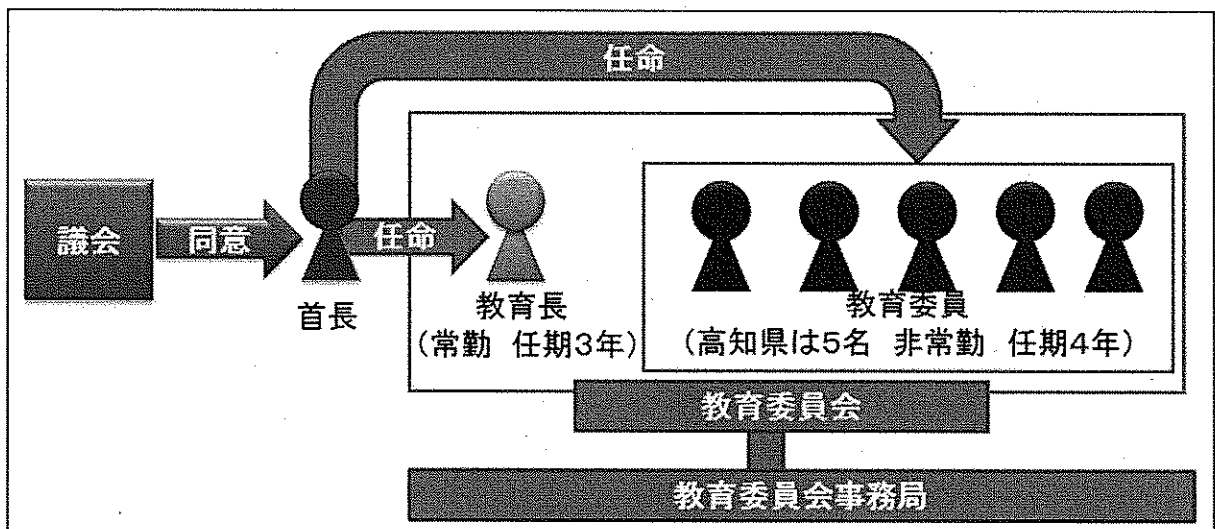 任命
議会
同意
任命
首長
教育長
(常勤 任期3年)
教育委員
(高知県は5名 非常勤 任期4年)
教育委員会
教育委員会事務局